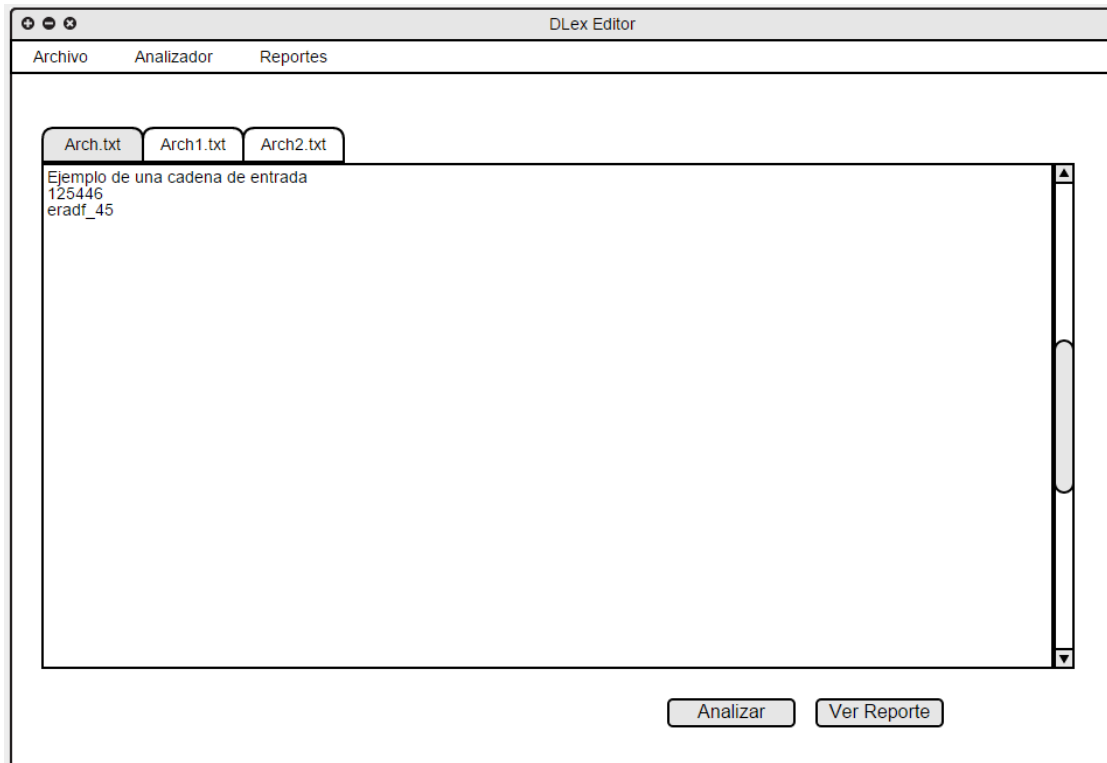 DLex Editor
Archivo Analizador Reportes
Arch.txt Arch1.txt Arch2.txt
Ejemplo de una cadena de entrada
125446
eradf_45
Analizar Ver Reporte